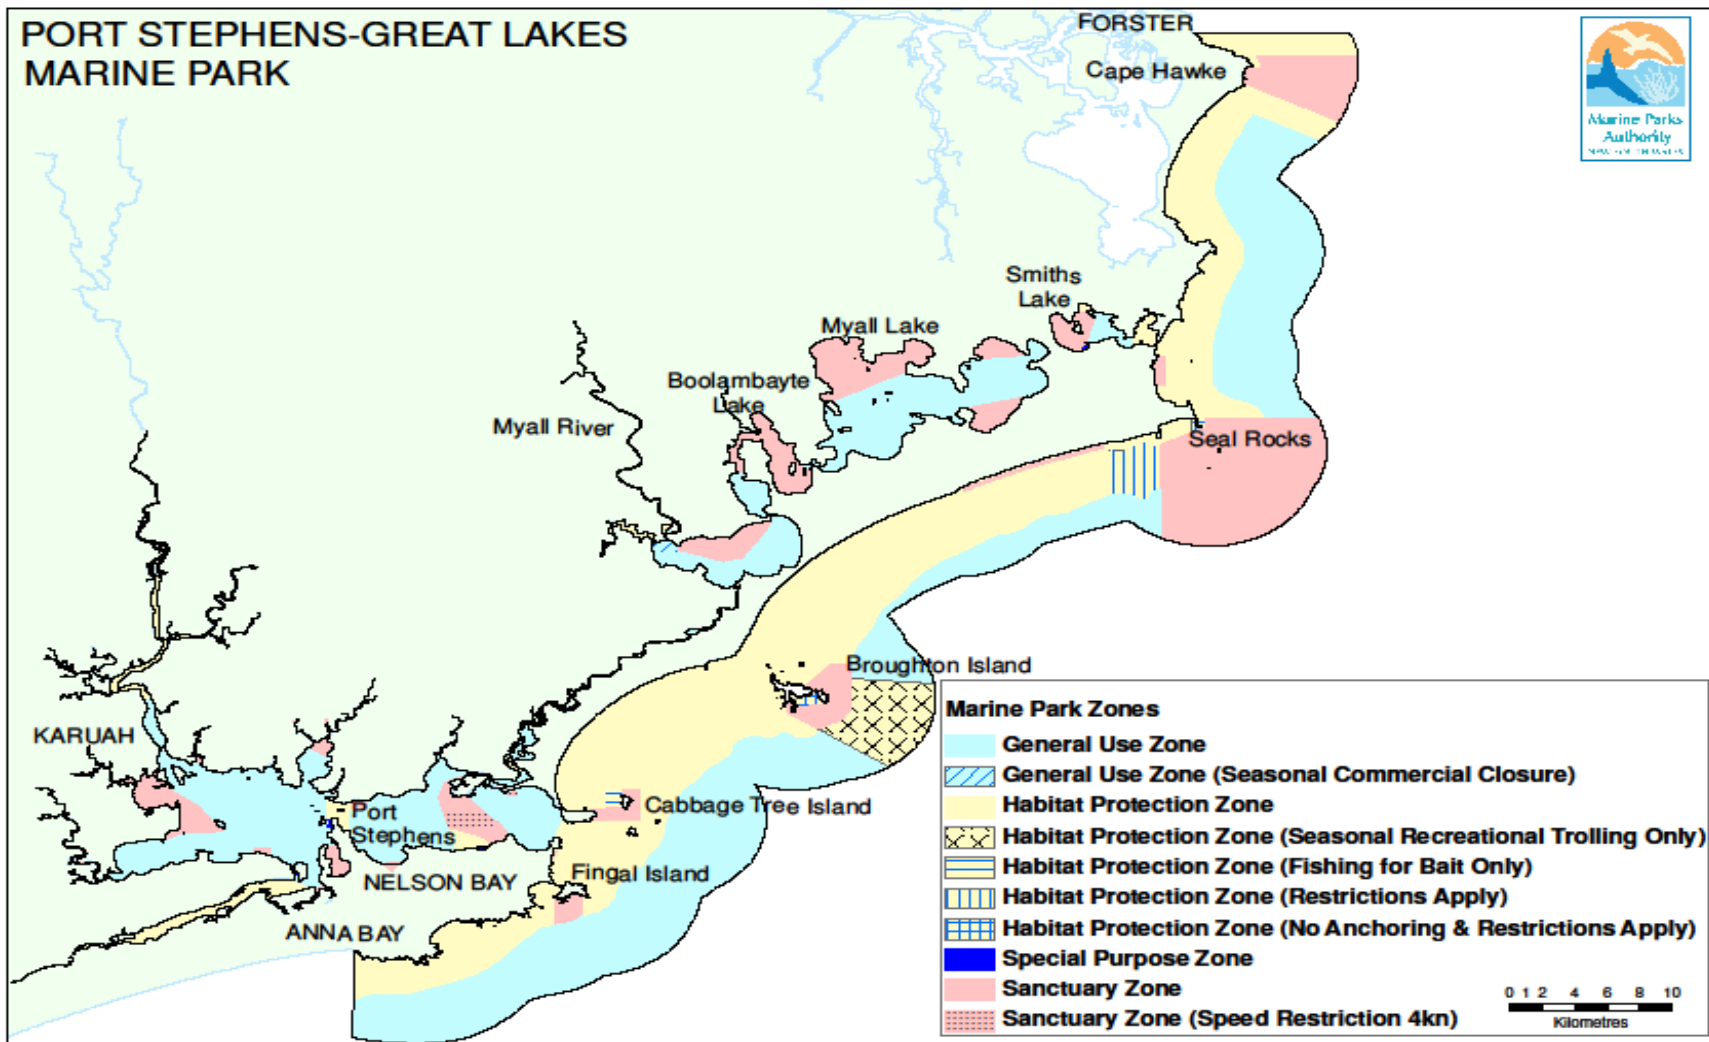 PORT STEPHENS-GREAT LAKES
MARINE PARK
FORSTER
Cape Hawke
Marine Parks
Authority
Smiths
Lake
Myall Lake
Boolambayte
Lake
Myall River
Seal Rocks
Broughton Island
KARUAH
Port
Stephens
Cabbage Tree Island
NELSON BAY
Fingal Island
ANNA BAY
Marine Park Zones
General Use Zone
General Use Zone (Seasonal Commercial Closure)
Habitat Protection Zone
Habitat Protection Zone (Seasonal Recreational Trolling Only)
Habitat Protection Zone (Fishing for Bait Only)
Habitat Protection Zone (Restrictions Apply)
Habitat Protection Zone (No Anchoring & Restrictions Apply)
Special Purpose Zone
Sanctuary Zone
Sanctuary Zone (Speed Restriction 4kn)
0 1 2 4 6 8 10
Kilometres